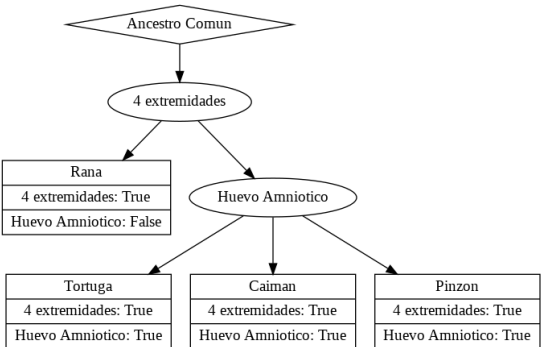 Ancestro Comun
4 extremidades
Rana
4 extremidades: True
Huevo Amniotico: False
Huevo Amniotico
Tortuga
4 extremidades: True
Huevo Amniotico: True
Caiman
4 extremidades: True
Huevo Amniotico: True
Pinzon
4 extremidades: True
Huevo Amniotico: True